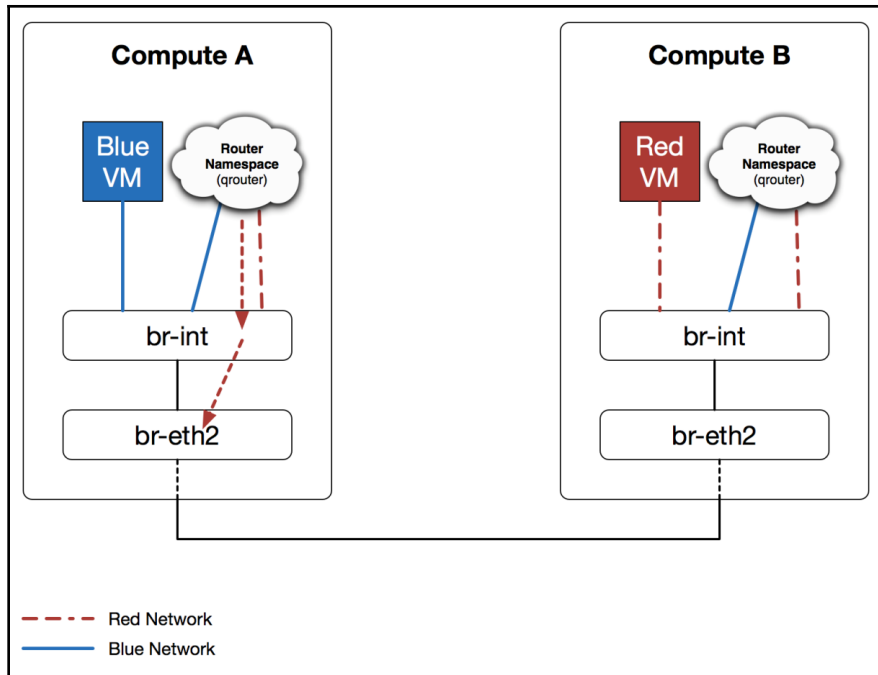 Compute A
Compute B
Blue
VM
Router
Namespace
(qrouter)
Red
VM
Router
Namespace
(qrouter)
br-int
br-int
br-eth2
br-eth2
Red Network
Blue Network